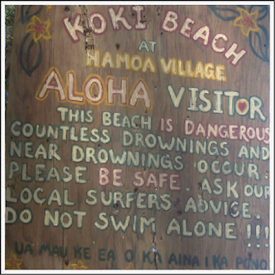 KOKI BEACH
AT
HAMOA VILLAGE
ALOHA VISITOR
THIS BEACH IS DANGEROUS
COUNTLESS DROWNINGS AND
NEAR DROWNINGS OCCUR.
PLEASE BE SAFE. ASK OUR
LOCAL SURFERS ADVICE.
DO NOT SWIM ALONE !!!
UA MAU KE EA O KA AINA I KA PONO